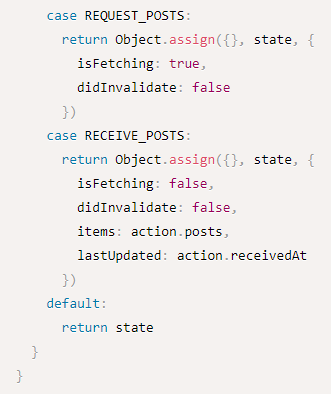 case REQUEST_POSTS:
return Object.assign({}, state, {
isFetching: true,
didInvalidate: false
})
case RECEIVE_POSTS:
return Object.assign({}, state, {
isFetching: false,
didInvalidate: false,
items: action.posts,
lastUpdated: action.receivedAt
})
default:
return state
}
}